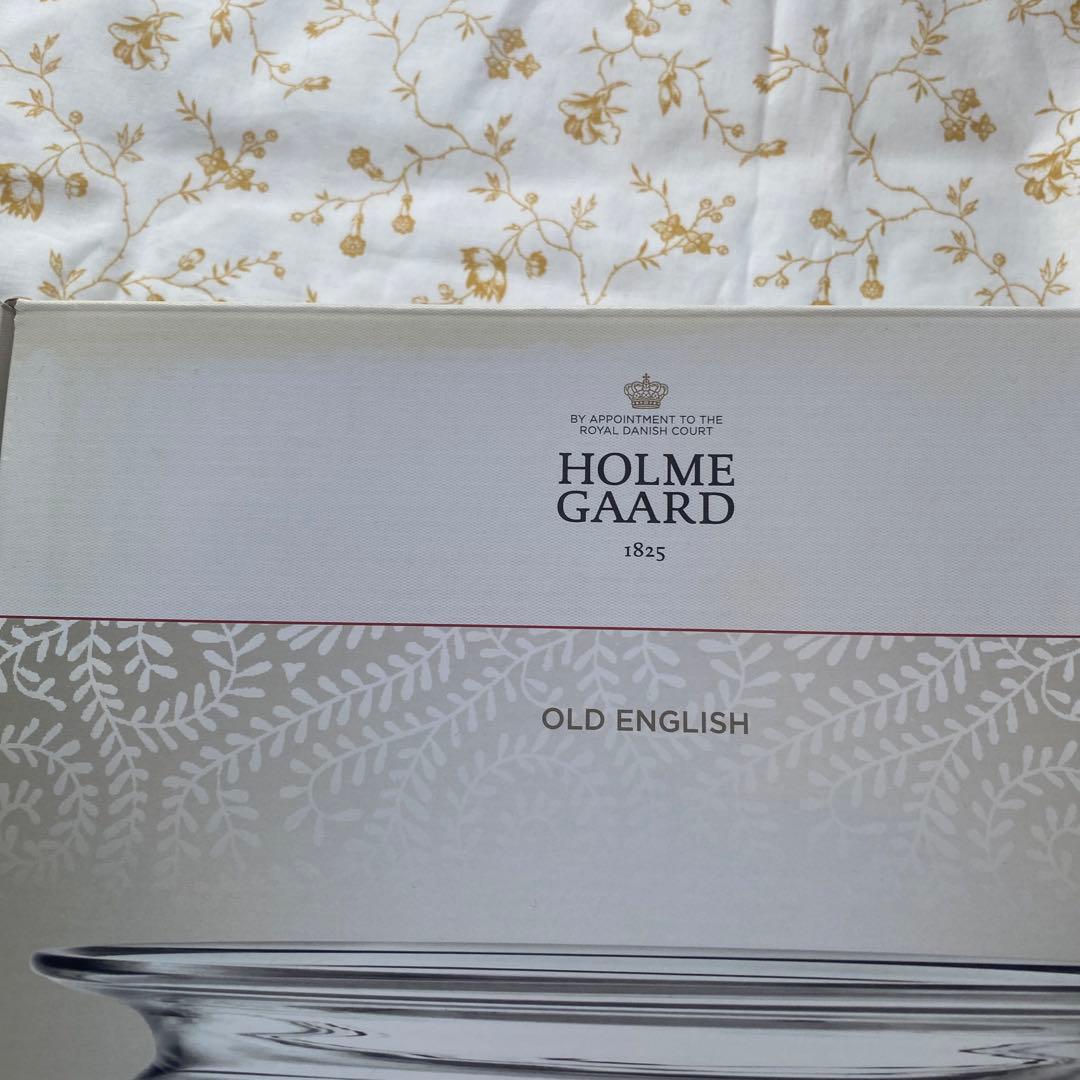 BY APPOINTMENT TO THE
ROYAL DANISH COURT
HOLME
GAARD
1825
OLD ENGLISH